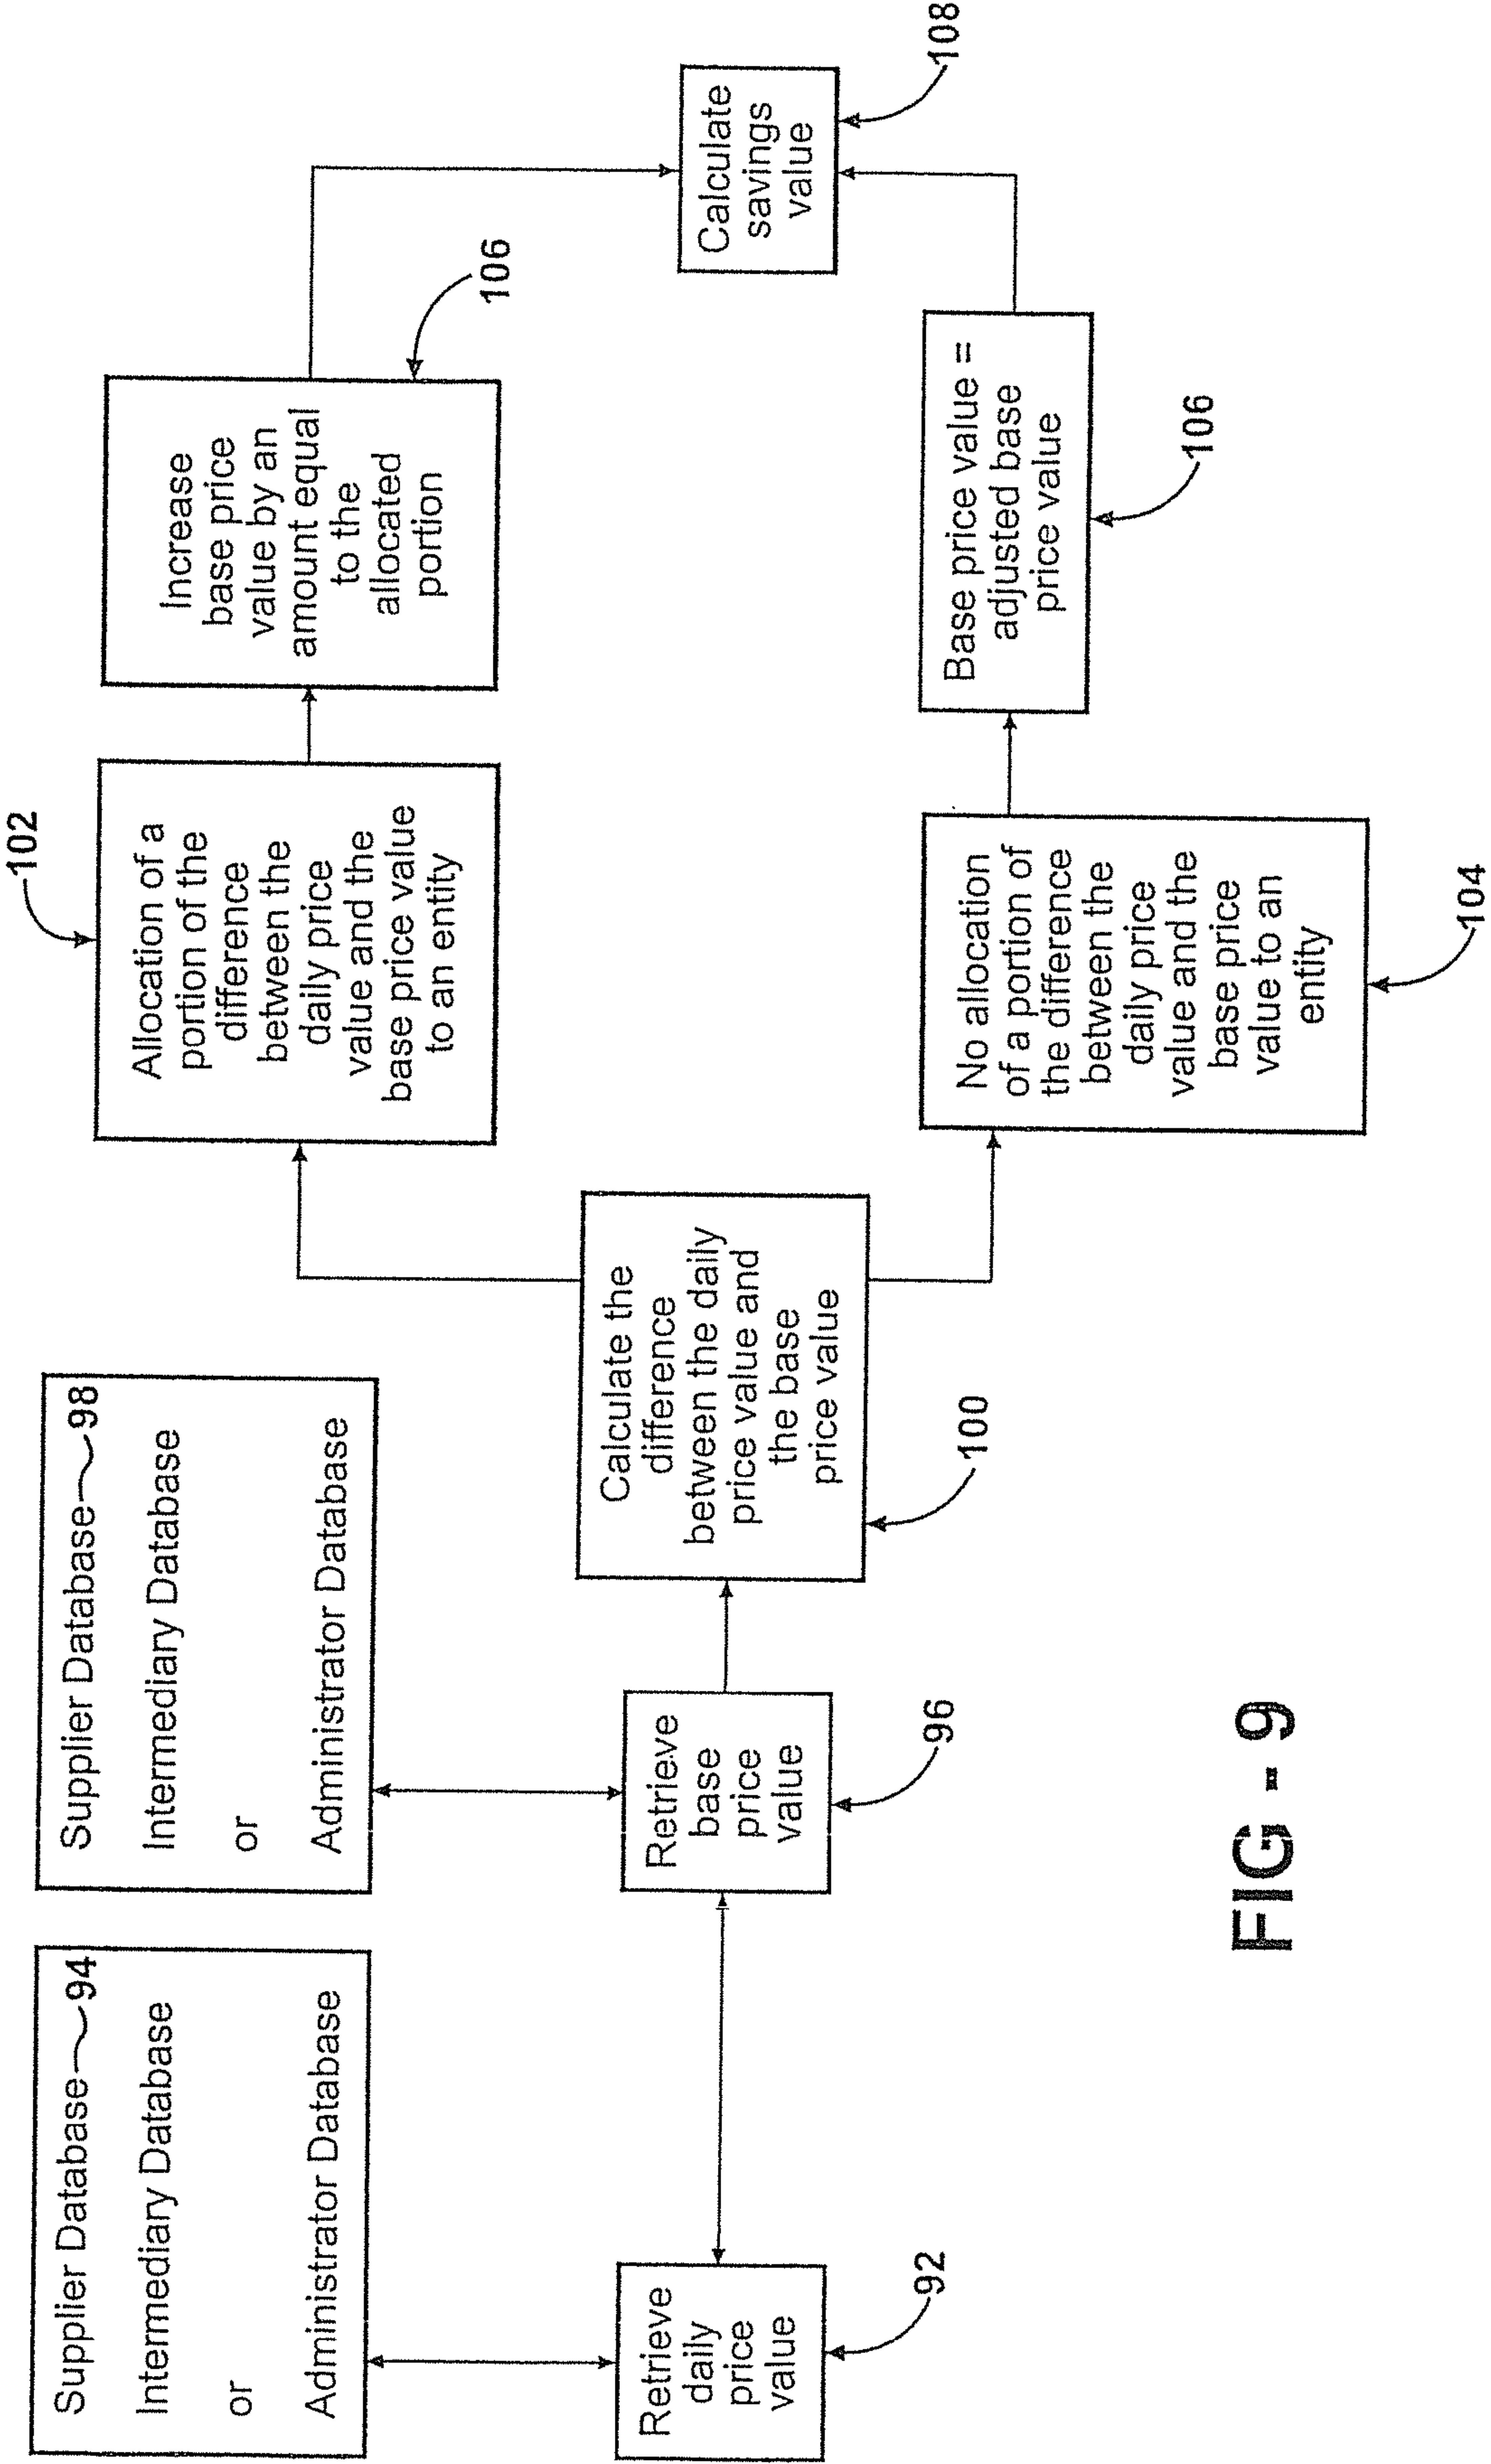 Supplier Database 94
Intermediary Database
or
Administrator Database
Supplier Database 98
Intermediary Database
or
Administrator Database
Retrieve
daily
price
value
92
Retrieve
base
price
value
96
Calculate the
difference
between the daily
price value and
the base
price value
100
102
Allocation of a
portion of the
difference
between the
daily price
value and the
base price value
to an entity
Increase
base price
value by an
amount equal
to the
allocated
portion
106
No allocation
of a portion of
the difference
between the
daily price
value and the
base price
value to an
entity
104
Base price value =
adjusted base
price value
106
Calculate
savings
value
108
FIG - 9